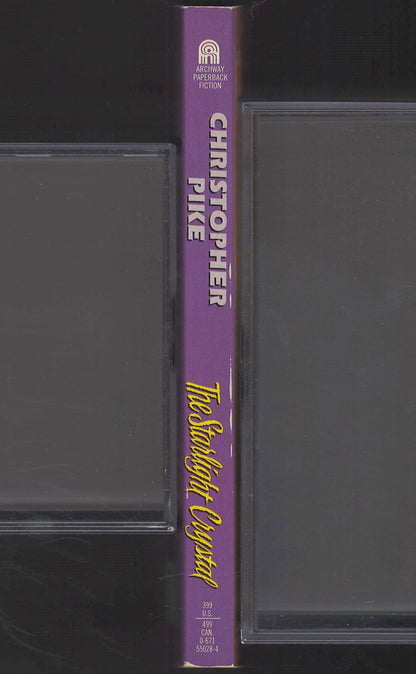 ARCHWAY
PAPERBACK
FICTION
CHRISTOPHER
PIKE
The Starlight Crystal
399
U.S.
499
CAN.
0-671
55028-4